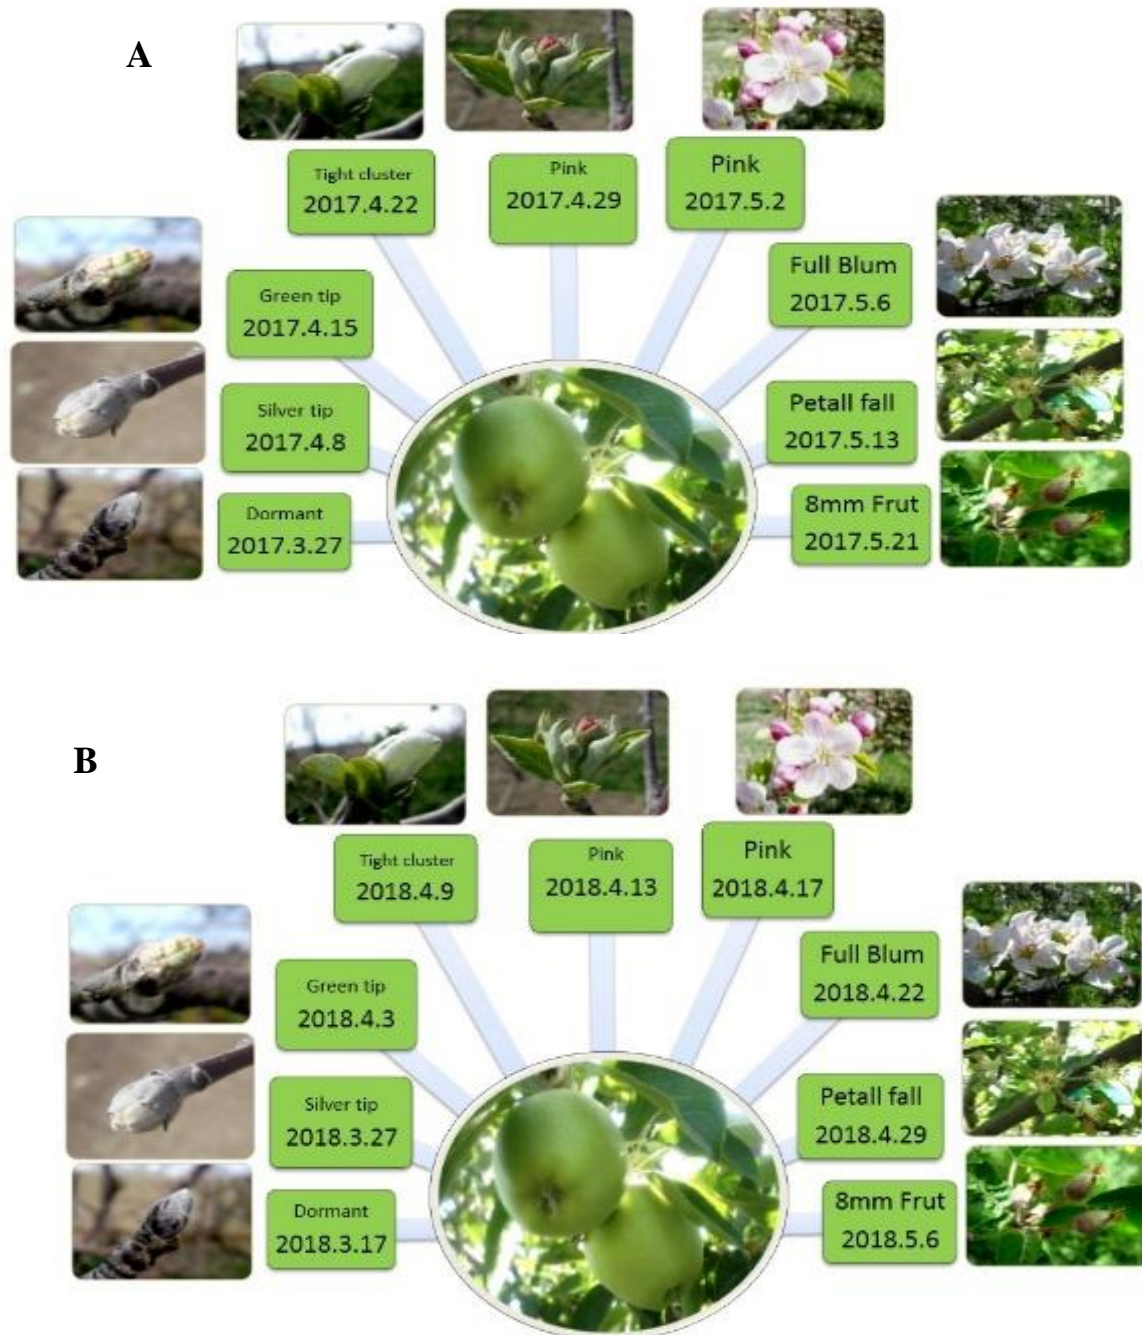 A
Tight cluster
2017.4.22
Pink
2017.4.29
Pink
2017.5.2
Green tip
2017.4.15
Full Blum
2017.5.6
Silver tip
2017.4.8
Petall fall
2017.5.13
Dormant
2017.3.27
8mm Frut
2017.5.21
B
Tight cluster
2018.4.9
Pink
2018.4.13
Pink
2018.4.17
Green tip
2018.4.3
Full Blum
2018.4.22
Silver tip
2018.3.27
Petall fall
2018.4.29
Dormant
2018.3.17
8mm Frut
2018.5.6